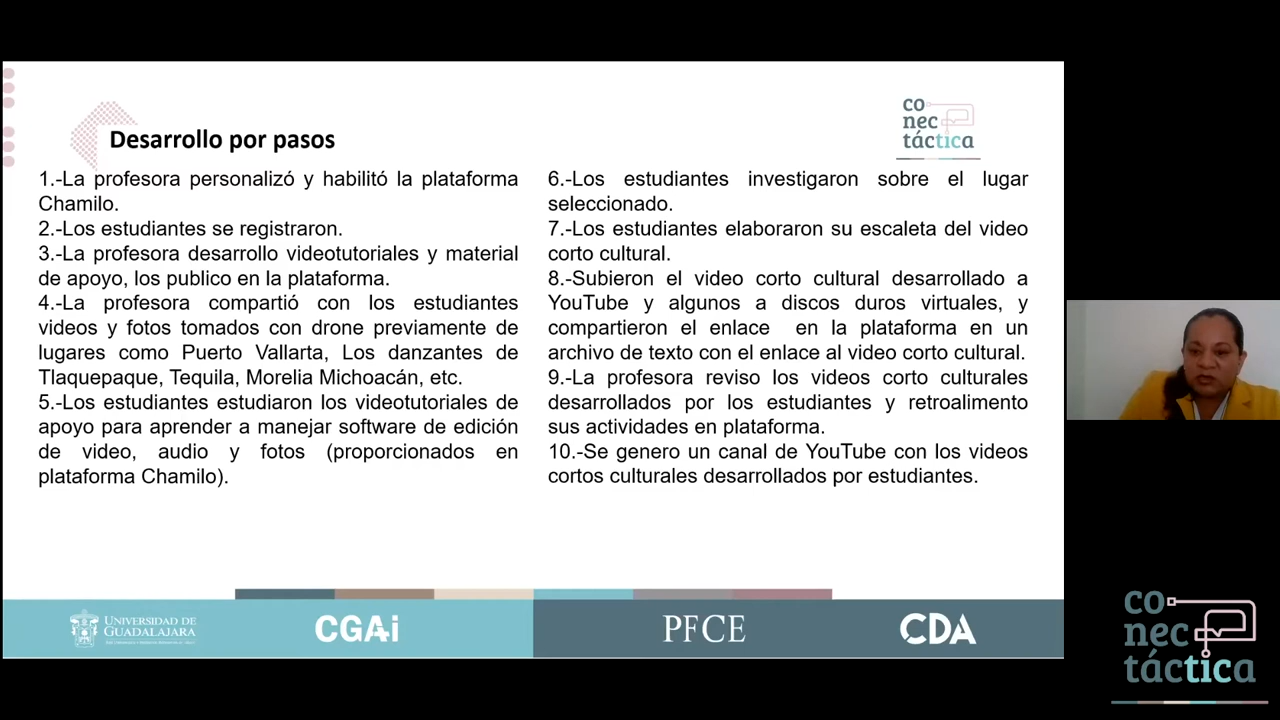 co
nec
táctica
Desarrollo por pasos
1.-La profesora personalizó y habilitó la plataforma
Chamilo.
2.-Los estudiantes se registraron.
3.-La profesora desarrollo videotutoriales y material
de apoyo, los publico en la plataforma.
4.-La profesora compartió con los estudiantes
videos y fotos tomados con drone previamente de
lugares como Puerto Vallarta, Los danzantes de
Tlaquepaque, Tequila, Morelia Michoacán, etc.
5.-Los estudiantes estudiaron los videotutoriales de
apoyo para aprender a manejar software de edición
de video, audio y fotos (proporcionados en
plataforma Chamilo).
6.-Los estudiantes investigaron sobre el lugar
seleccionado.
7.-Los estudiantes elaboraron su escaleta del video
corto cultural.
8.-Subieron el video corto cultural desarrollado a
YouTube y algunos a discos duros virtuales, y
compartieron el enlace en la plataforma en un
archivo de texto con el enlace al video corto cultural.
9.-La profesora reviso los videos corto culturales
desarrollados por los estudiantes y retroalimento
sus actividades en plataforma.
10.-Se genero un canal de YouTube con los videos
cortos culturales desarrollados por estudiantes.
UNIVERSIDAD DE
GUADALAJARA
CGAi
PFCE
CDA
co
nec
táctica